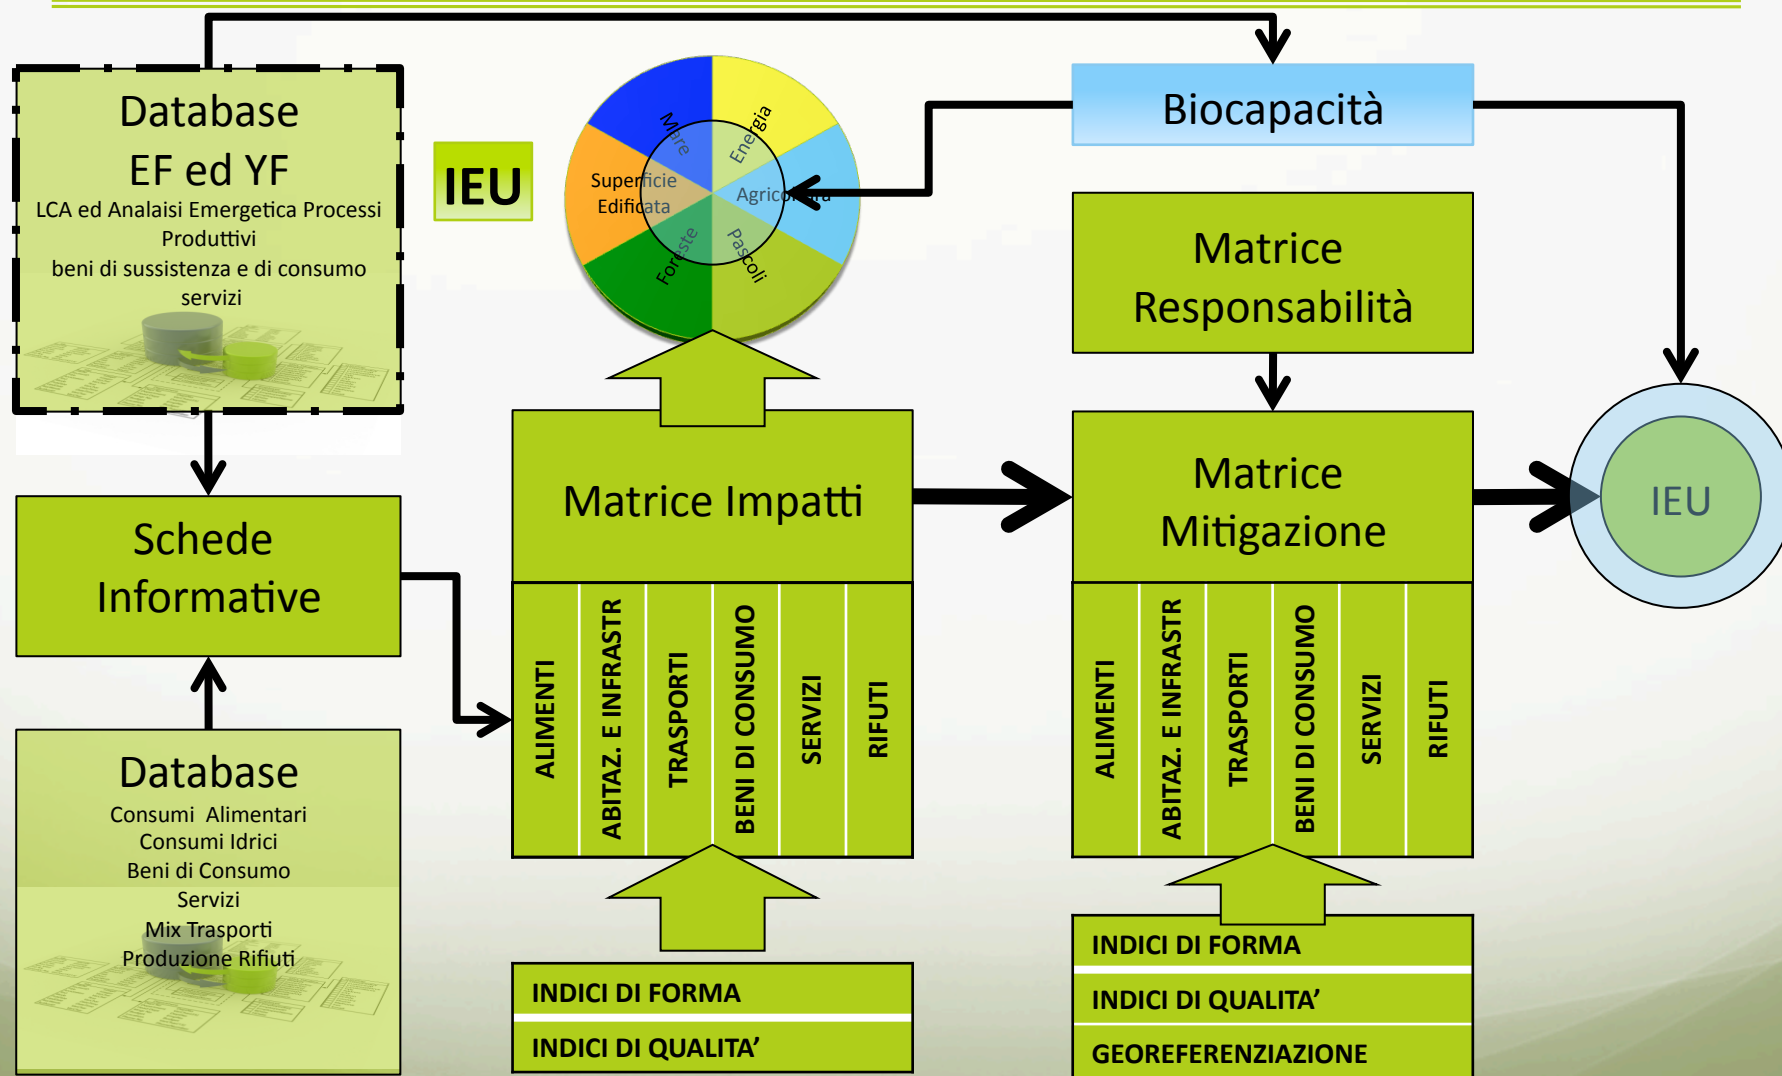 Database
EF ed YF
LCA ed Analaisi Emergetica Processi
Produttivi
beni di sussistenza e di consumo
servizi
IEU
Mare
Energia
Superficie
Edificata
Agricoltura
Foreste
Pascoli
Biocapacità
Matrice
Responsabilità
Schede
Informative
Matrice Impatti
Matrice
Mitigazione
IEU
ALIMENTI
ABITAZ. E INFRASTR
TRASPORTI
BENI DI CONSUMO
SERVIZI
RIFUTI
ALIMENTI
ABITAZ. E INFRASTR
TRASPORTI
BENI DI CONSUMO
SERVIZI
RIFUTI
Database
Consumi Alimentari
Consumi Idrici
Beni di Consumo
Servizi
Mix Trasporti
Produzione Rifiuti
INDICI DI FORMA
INDICI DI QUALITA’
INDICI DI FORMA
INDICI DI QUALITA’
GEOREFERENZIAZIONE